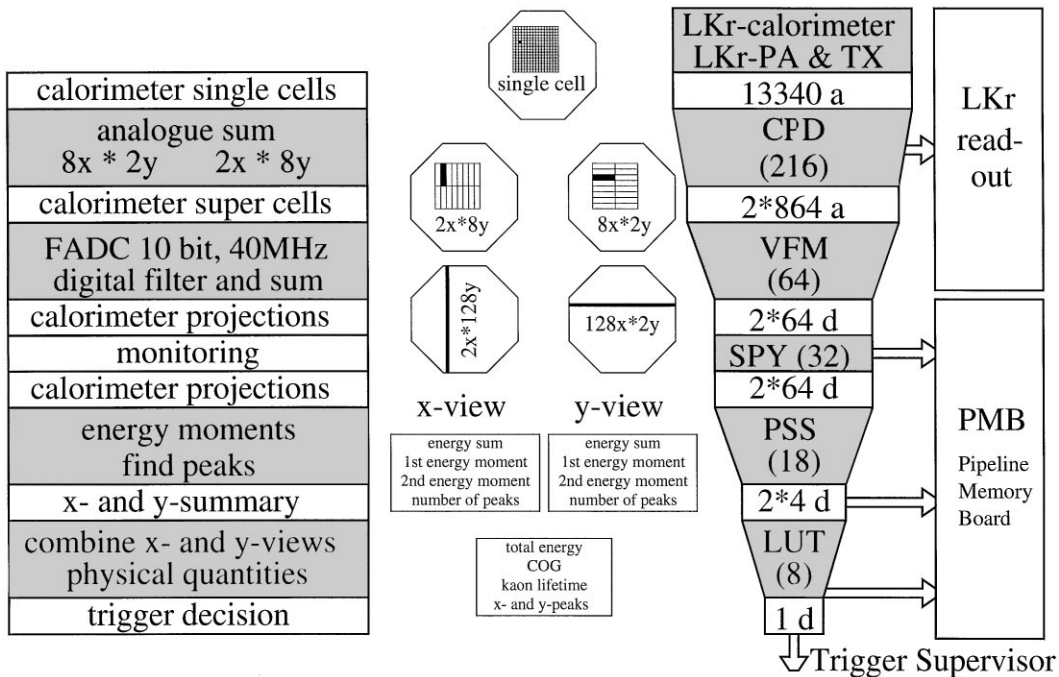 calorimeter single cells
analogue sum
8x * 2y 2x * 8y
calorimeter super cells
FADC 10 bit, 40MHz
digital filter and sum
calorimeter projections
monitoring
calorimeter projections
energy moments
find peaks
x- and y-summary
combine x- and y-views
physical quantities
trigger decision
single cell
2x*8y
8x*2y
2x*128y
128x*2y
x-view
y-view
energy sum
1st energy moment
2nd energy moment
number of peaks
energy sum
1st energy moment
2nd energy moment
number of peaks
total energy
COG
kaon lifetime
x- and y-peaks
LKr-calorimeter
LKr-PA & TX
13340 a
CPD
(216)
2*864 a
VFM
(64)
2*64 d
SPY (32)
2*64 d
PSS
(18)
2*4 d
LUT
(8)
1 d
Trigger Supervisor
LKr
read-
out
PMB
Pipeline
Memory
Board